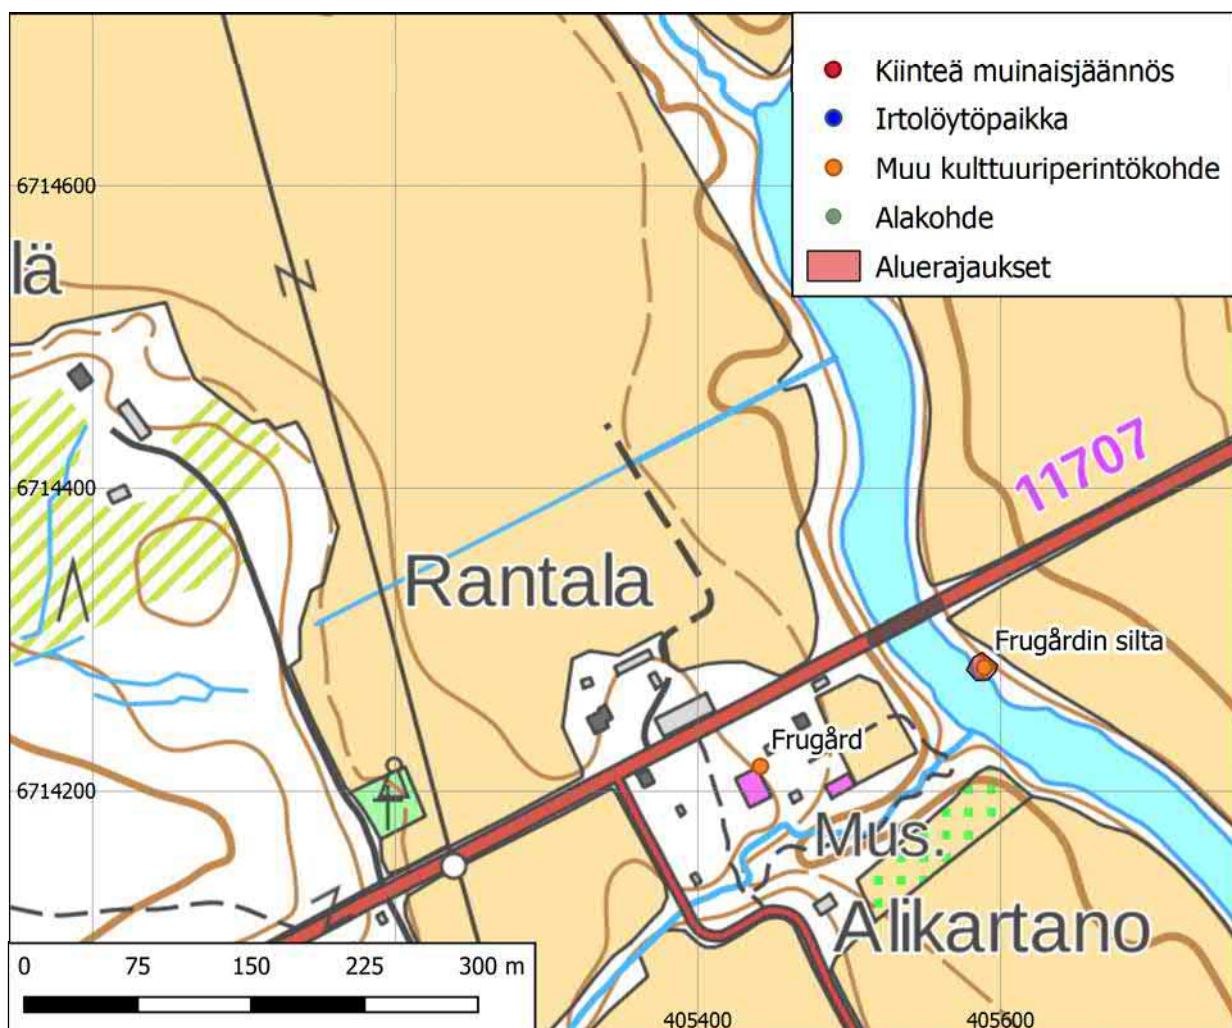 Kiinteä muinaisjäännös
Irtolöytöpaikka
Muu kulttuuriperintökohde
Alakohde
Aluerajaukset
6714600
lä
11707
6714400
Rantala
Frugårdin silta
Frugård
6714200
Mus.
Alikartano
0 75 150 225 300 m
405400 405600